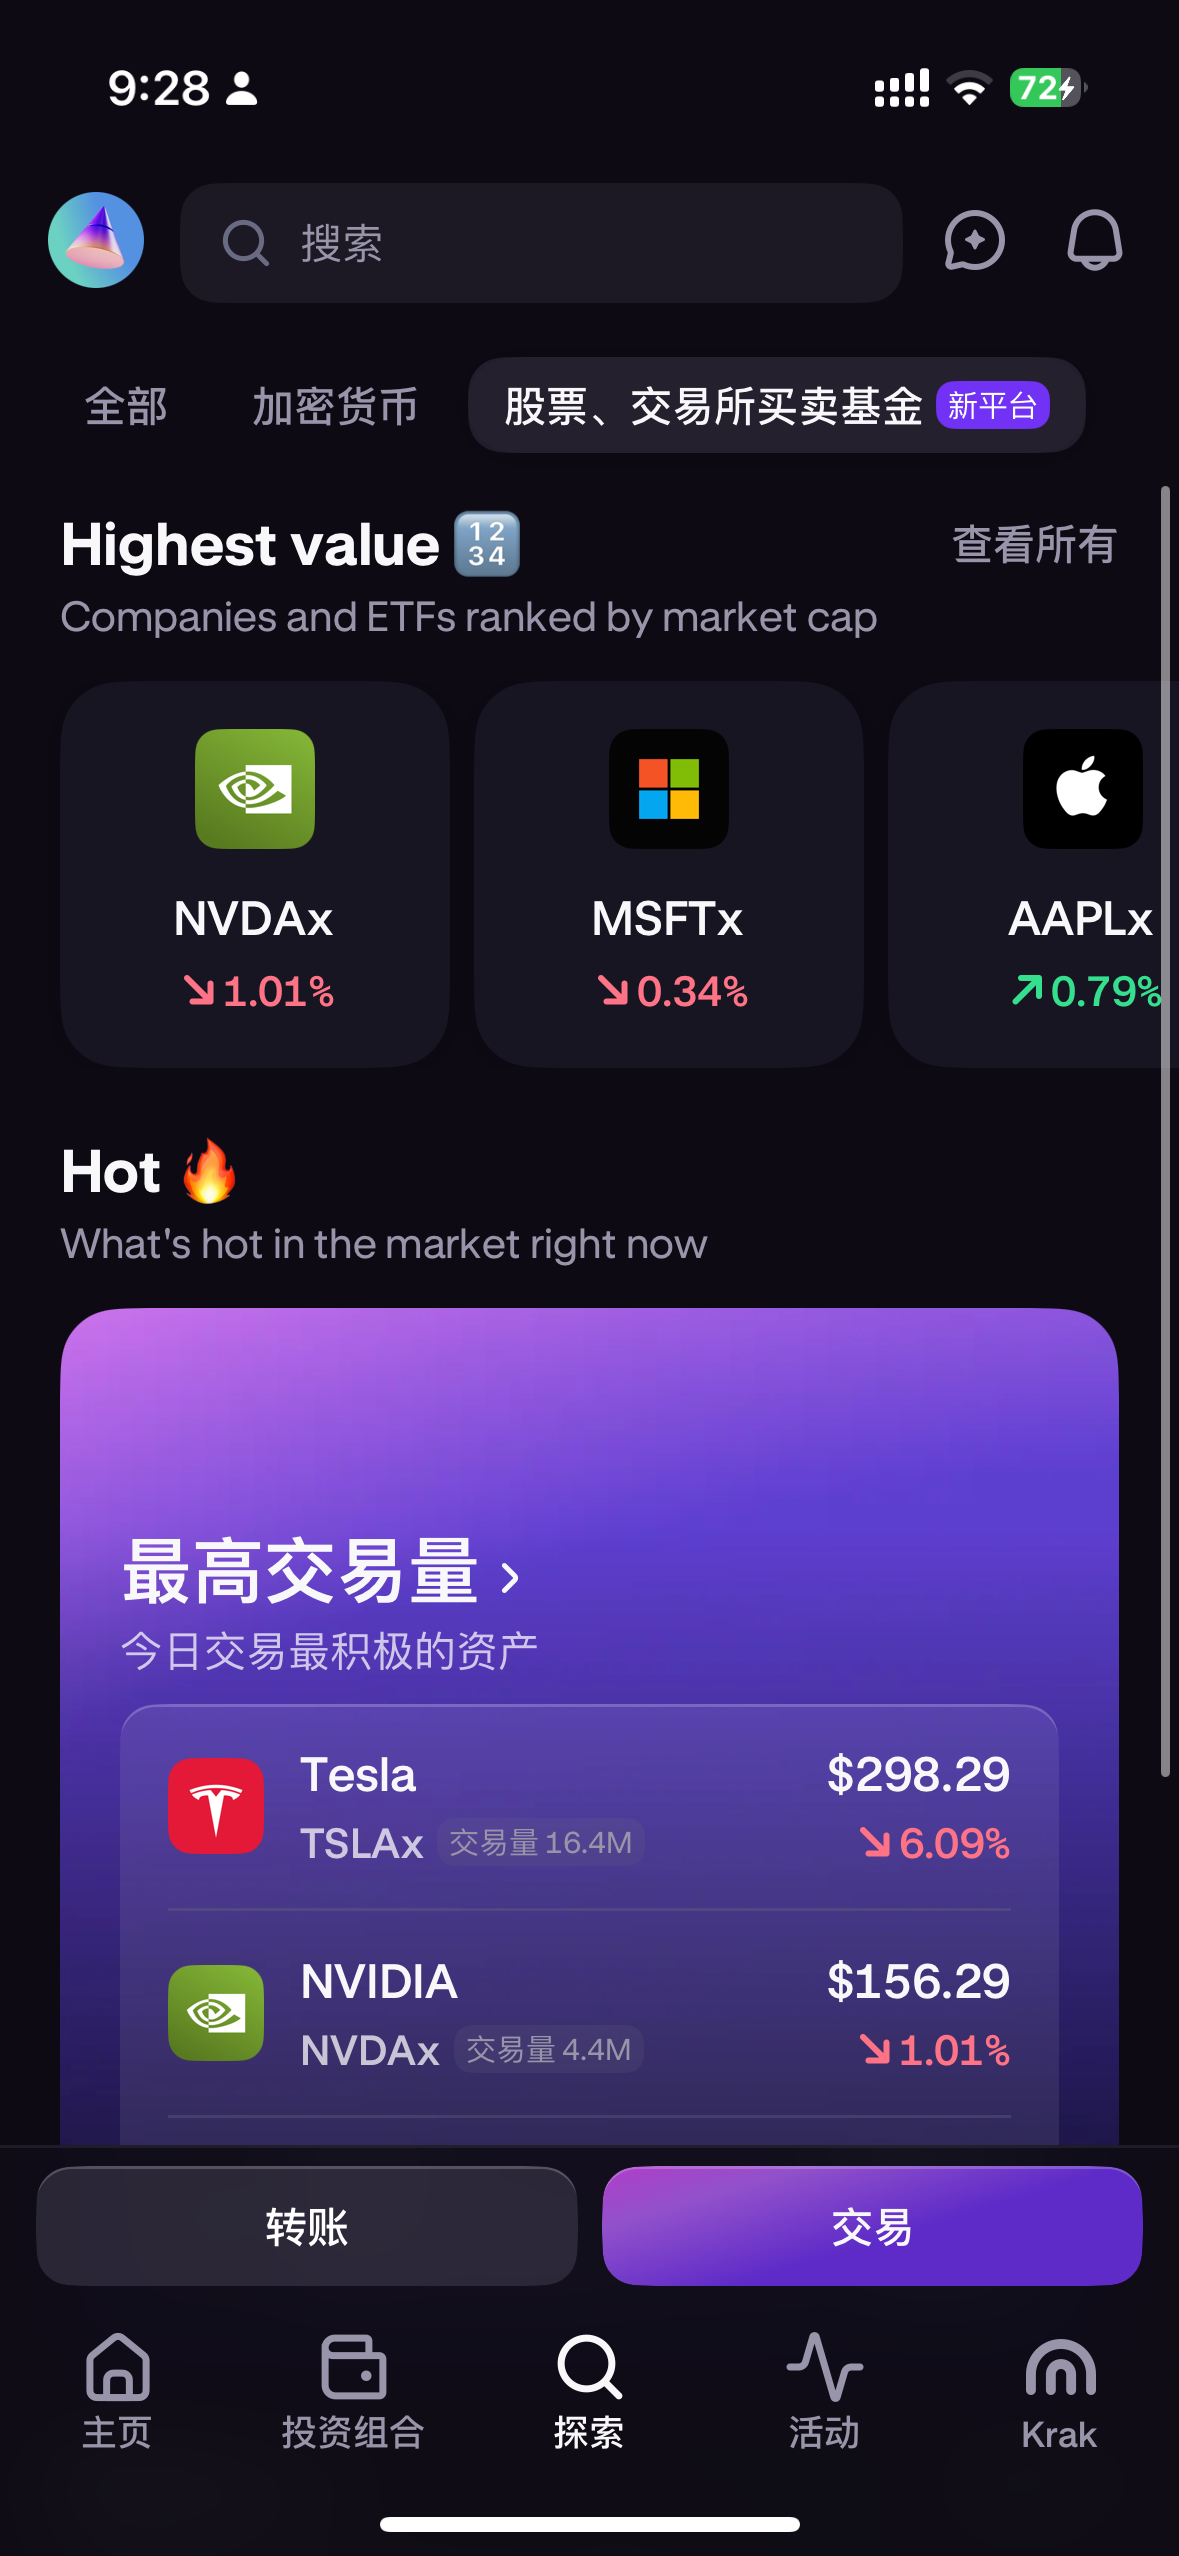 9:28
72
搜索
全部 加密货币 股票、交易所买卖基金 新平台
Highest value 🔢 查看所有
Companies and ETFs ranked by market cap
NVDAx MSFTx AAPLx
↘1.01% ↘0.34% ↗0.79%
Hot 🔥
What's hot in the market right now
最高交易量 ›
今日交易最积极的资产
Tesla $298.29
TSLAx 交易量 16.4M ↘6.09%
NVIDIA $156.29
NVDAx 交易量 4.4M ↘1.01%
转账 交易
主页 投资组合 探索 活动 Krak